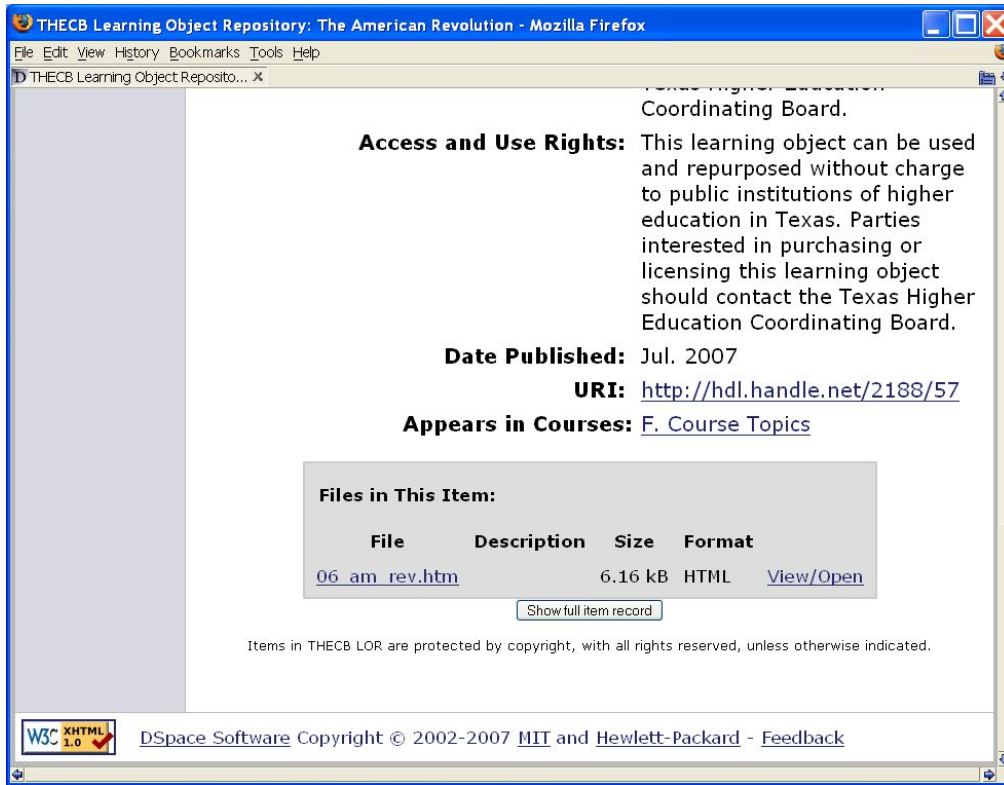 THECB Learning Object Repository: The American Revolution - Mozilla Firefox
File Edit View History Bookmarks Tools Help
THECB Learning Object Reposito... X
Texas Higher Education
Coordinating Board.
Access and Use Rights: This learning object can be used
and repurposed without charge
to public institutions of higher
education in Texas. Parties
interested in purchasing or
licensing this learning object
should contact the Texas Higher
Education Coordinating Board.
Date Published: Jul. 2007
URI: http://hdl.handle.net/2188/57
Appears in Courses: F. Course Topics
Files in This Item:
File Description Size Format
06_am_rev.htm 6.16 kB HTML View/Open
Show full item record
Items in THECB LOR are protected by copyright, with all rights reserved, unless otherwise indicated.
W3C XHTML 1.0 DSpace Software Copyright © 2002-2007 MIT and Hewlett-Packard - Feedback